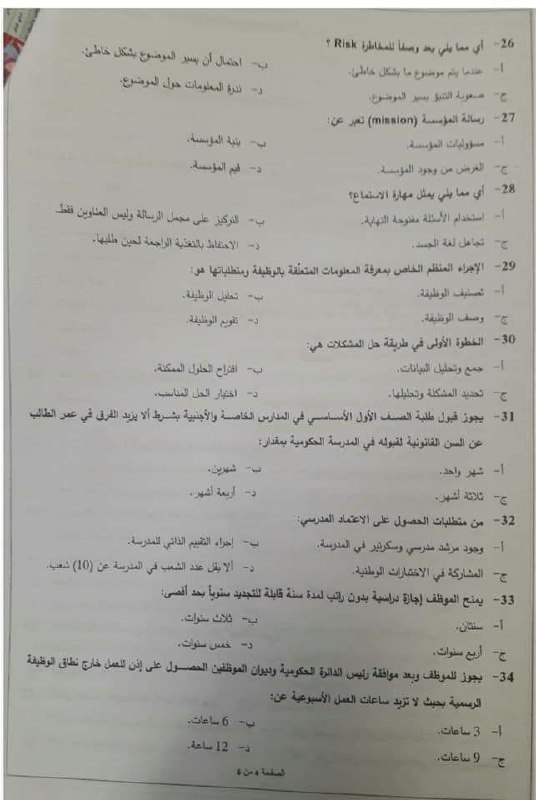 26- أي مما يلي يعد وصفاً للمخاطرة Risk ؟
أ- عندما يتم موضوع ما بشكل خاطئ. ب- احتمال أن يسير الموضوع بشكل خاطئ.
ج- صعوبة التنبؤ بسير الموضوع. د- ندرة المعلومات حول الموضوع.
27- رسالة المؤسسة (mission) تعبر عن:
أ- مسؤوليات المؤسسة. ب- بنية المؤسسة.
ج- الغرض من وجود المؤسسة. د- قيم المؤسسة.
28- أي مما يلي يمثل مهارة الاستماع؟
أ- استخدام الأسئلة مفتوحة النهاية. ب- التركيز على مجمل الرسالة وليس العناوين فقط.
ج- تجاهل لغة الجسد. د- الاحتفاظ بالتغذية الراجعة لحين طلبها.
29- الإجراء المنظم الخاص بمعرفة المعلومات المتعلقة بالوظيفة ومتطلباتها هو:
أ- تصنيف الوظيفة. ب- تحليل الوظيفة.
ج- وصف الوظيفة. د- تقويم الوظيفة.
30- الخطوة الأولى في طريقة حل المشكلات هي:
أ- جمع وتحليل البيانات. ب- اقتراح الحلول الممكنة.
ج- تحديد المشكلة وتحليلها. د- اختيار الحل المناسب.
31- يجوز قبول طلبة الصف الأول الأساسي في المدارس الخاصة والأجنبية بشرط ألا يزيد الفرق في عمر الطالب
عن السن القانونية لقبوله في المدرسة الحكومية بمقدار:
أ- شهر واحد. ب- شهرين.
ج- ثلاثة أشهر. د- أربعة أشهر.
32- من متطلبات الحصول على الاعتماد المدرسي:
أ- وجود مرشد مدرسي وسكرتير في المدرسة. ب- إجراء التقييم الذاتي للمدرسة.
ج- المشاركة في الاختبارات الوطنية. د- ألا يقل عدد الشعب في المدرسة عن (10) شعب.
33- يمنح الموظف إجازة دراسية بدون راتب لمدة سنة قابلة للتجديد سنوياً بحد أقصى:
أ- سنتان. ب- ثلاث سنوات.
ج- أربع سنوات. د- خمس سنوات.
34- يجوز للموظف وبعد موافقة رئيس الدائرة الحكومية وديوان الموظفين الحصول على إذن للعمل خارج نطاق الوظيفة
الرسمية بحيث لا تزيد ساعات العمل الأسبوعية عن:
أ- 3 ساعات. ب- 6 ساعات.
ج- 9 ساعات. د- 12 ساعة.
الصفحة 4 من 6